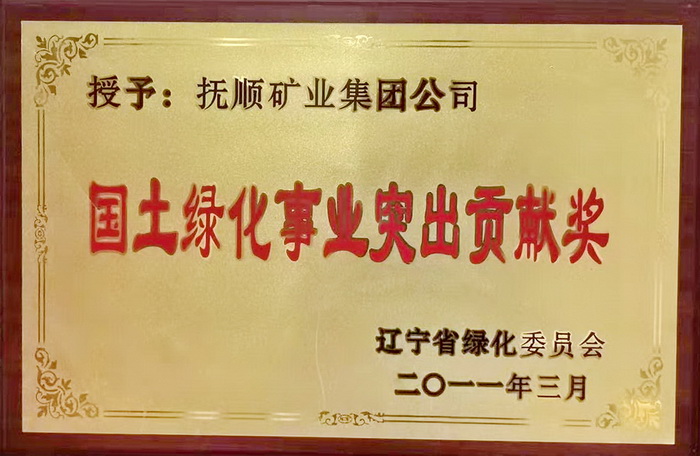 授予：抚顺矿业集团公司
国土绿化事业突出贡献奖
辽宁省绿化委员会
二〇一一年三月